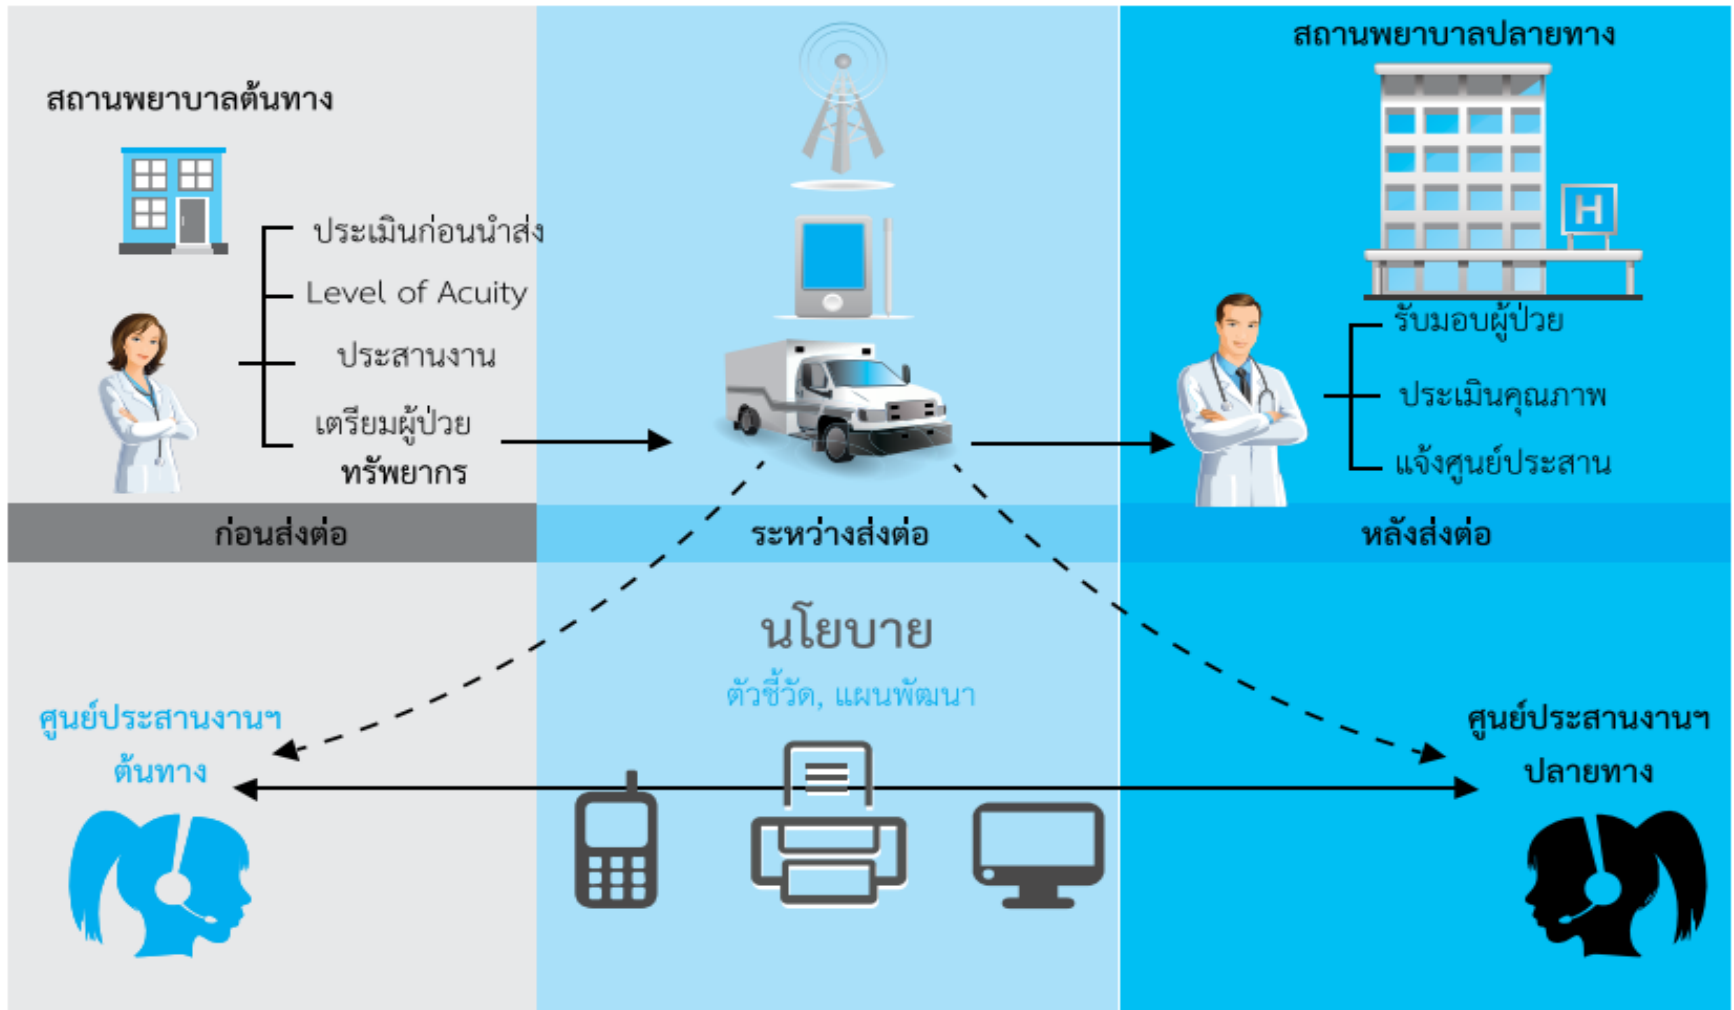 สถานพยาบาลต้นทาง
ประเมินก่อนนำส่ง
Level of Acuity
ประสานงาน
เตรียมผู้ป่วย
ทรัพยากร
สถานพยาบาลปลายทาง
H
รับมอบผู้ป่วย
ประเมินคุณภาพ
แจ้งศูนย์ประสาน
ก่อนส่งต่อ
ระหว่างส่งต่อ
หลังส่งต่อ
นโยบาย
ตัวชี้วัด, แผนพัฒนา
ศูนย์ประสานงานฯ
ต้นทาง
ศูนย์ประสานงานฯ
ปลายทาง